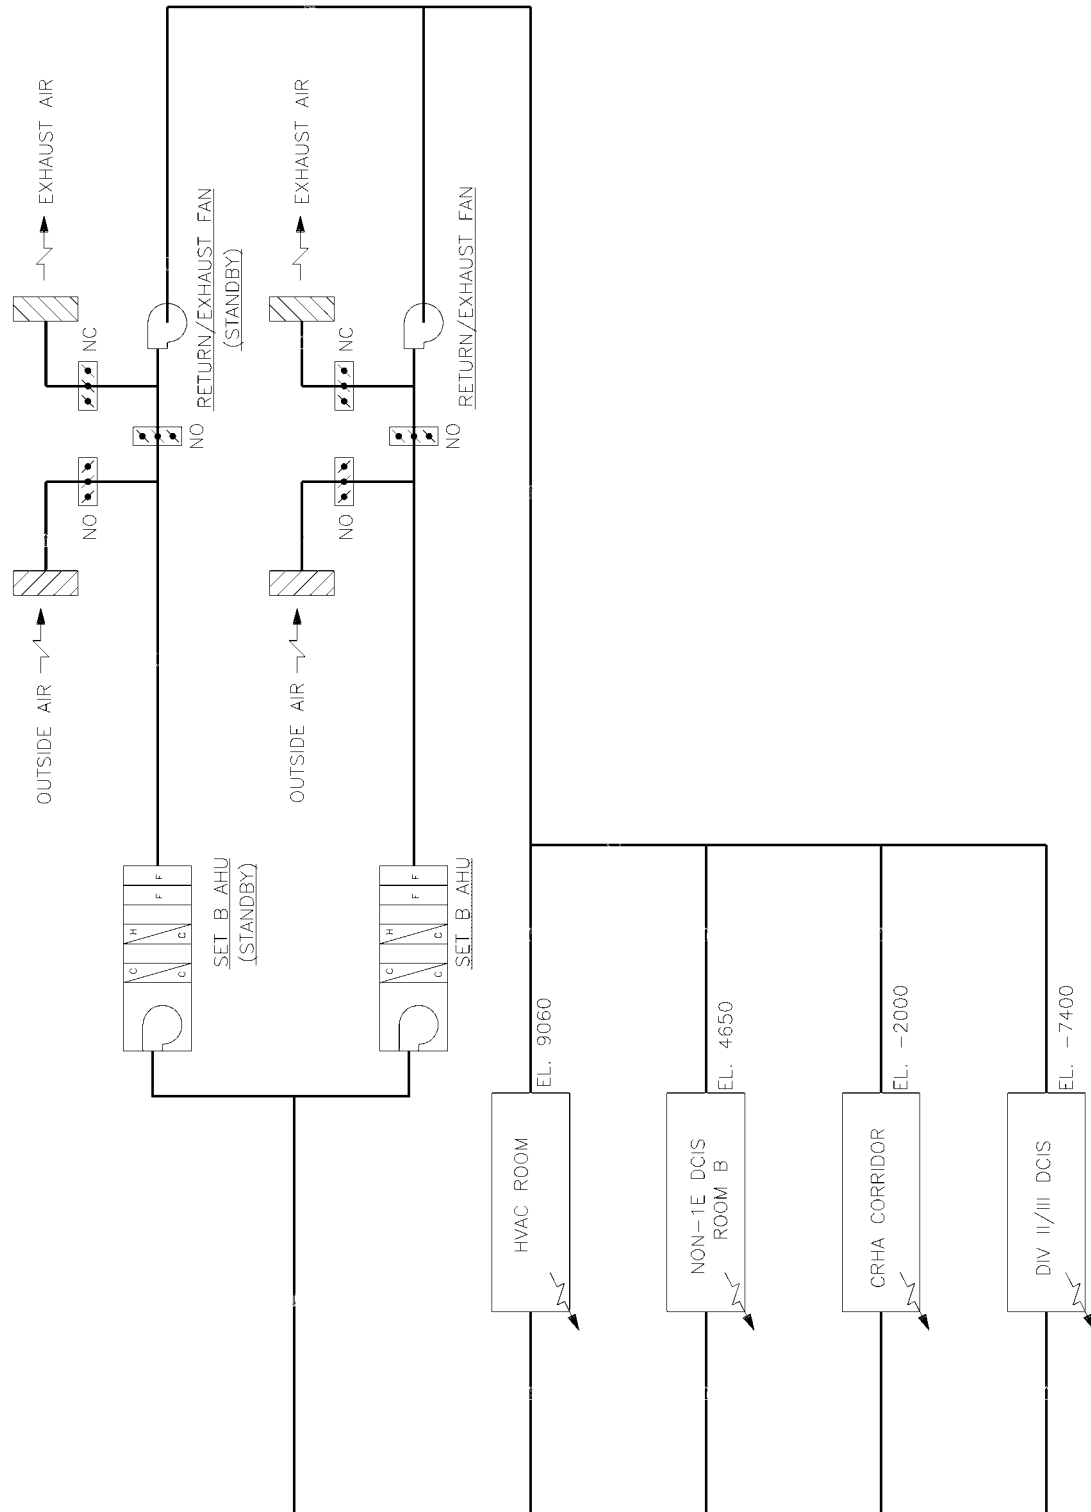 EXHAUST AIR
NC
RETURN/EXHAUST FAN
(STANDBY)
NO
NO
OUTSIDE AIR
EXHAUST AIR
NC
RETURN/EXHAUST FAN
NO
NO
OUTSIDE AIR
F
F
H
C
C
C
SET B AHU
(STANDBY)
F
F
H
C
C
C
SET B AHU
EL. 9060
HVAC ROOM
EL. 4650
NON-1E DCIS
ROOM B
EL. -2000
CRHA CORRIDOR
EL. -7400
DIV II/III DCIS